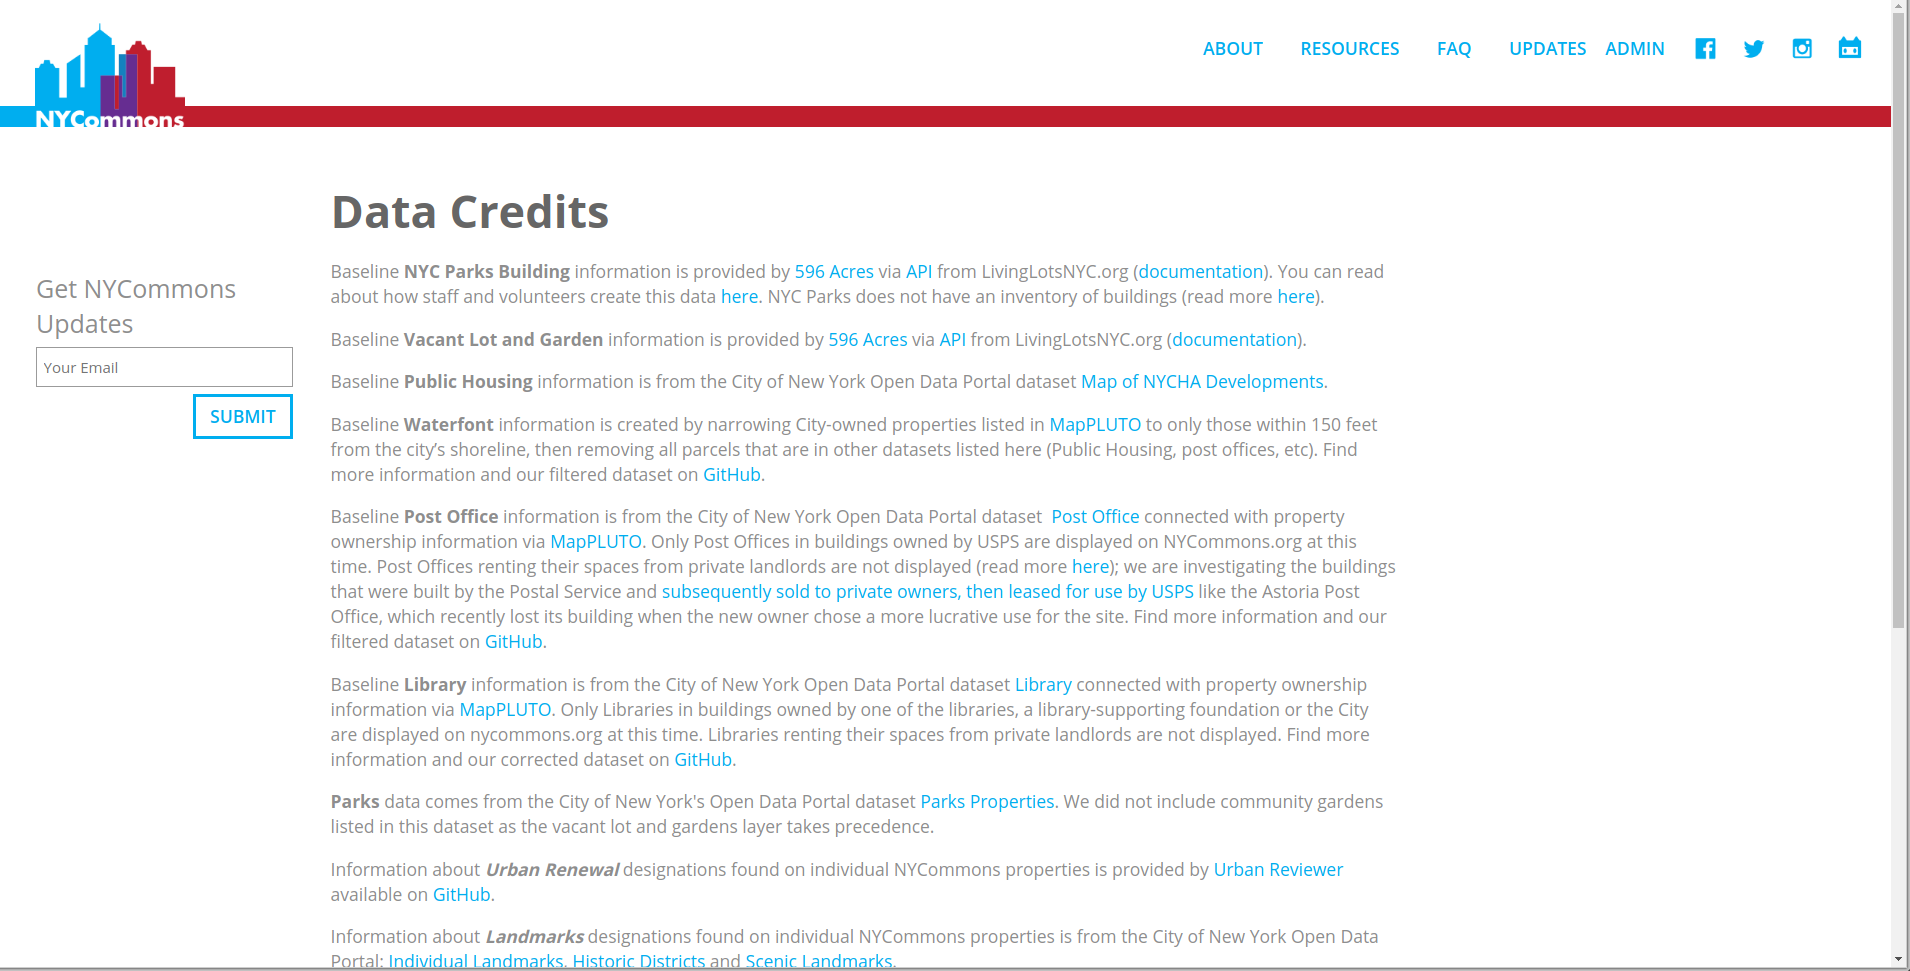 ABOUT RESOURCES FAQ UPDATES ADMIN
NYCommons
Data Credits
Get NYCommons
Updates
Your Email
SUBMIT
Baseline NYC Parks Building information is provided by 596 Acres via API from LivingLotsNYC.org (documentation). You can read
about how staff and volunteers create this data here. NYC Parks does not have an inventory of buildings (read more here).
Baseline Vacant Lot and Garden information is provided by 596 Acres via API from LivingLotsNYC.org (documentation).
Baseline Public Housing information is from the City of New York Open Data Portal dataset Map of NYCHA Developments.
Baseline Waterfont information is created by narrowing City-owned properties listed in MapPLUTO to only those within 150 feet
from the city’s shoreline, then removing all parcels that are in other datasets listed here (Public Housing, post offices, etc). Find
more information and our filtered dataset on GitHub.
Baseline Post Office information is from the City of New York Open Data Portal dataset Post Office connected with property
ownership information via MapPLUTO. Only Post Offices in buildings owned by USPS are displayed on NYCommons.org at this
time. Post Offices renting their spaces from private landlords are not displayed (read more here); we are investigating the buildings
that were built by the Postal Service and subsequently sold to private owners, then leased for use by USPS like the Astoria Post
Office, which recently lost its building when the new owner chose a more lucrative use for the site. Find more information and our
filtered dataset on GitHub.
Baseline Library information is from the City of New York Open Data Portal dataset Library connected with property ownership
information via MapPLUTO. Only Libraries in buildings owned by one of the libraries, a library-supporting foundation or the City
are displayed on nycommons.org at this time. Libraries renting their spaces from private landlords are not displayed. Find more
information and our corrected dataset on GitHub.
Parks data comes from the City of New York's Open Data Portal dataset Parks Properties. We did not include community gardens
listed in this dataset as the vacant lot and gardens layer takes precedence.
Information about Urban Renewal designations found on individual NYCommons properties is provided by Urban Reviewer
available on GitHub.
Information about Landmarks designations found on individual NYCommons properties is from the City of New York Open Data
Portal: Individual Landmarks, Historic Districts and Scenic Landmarks.